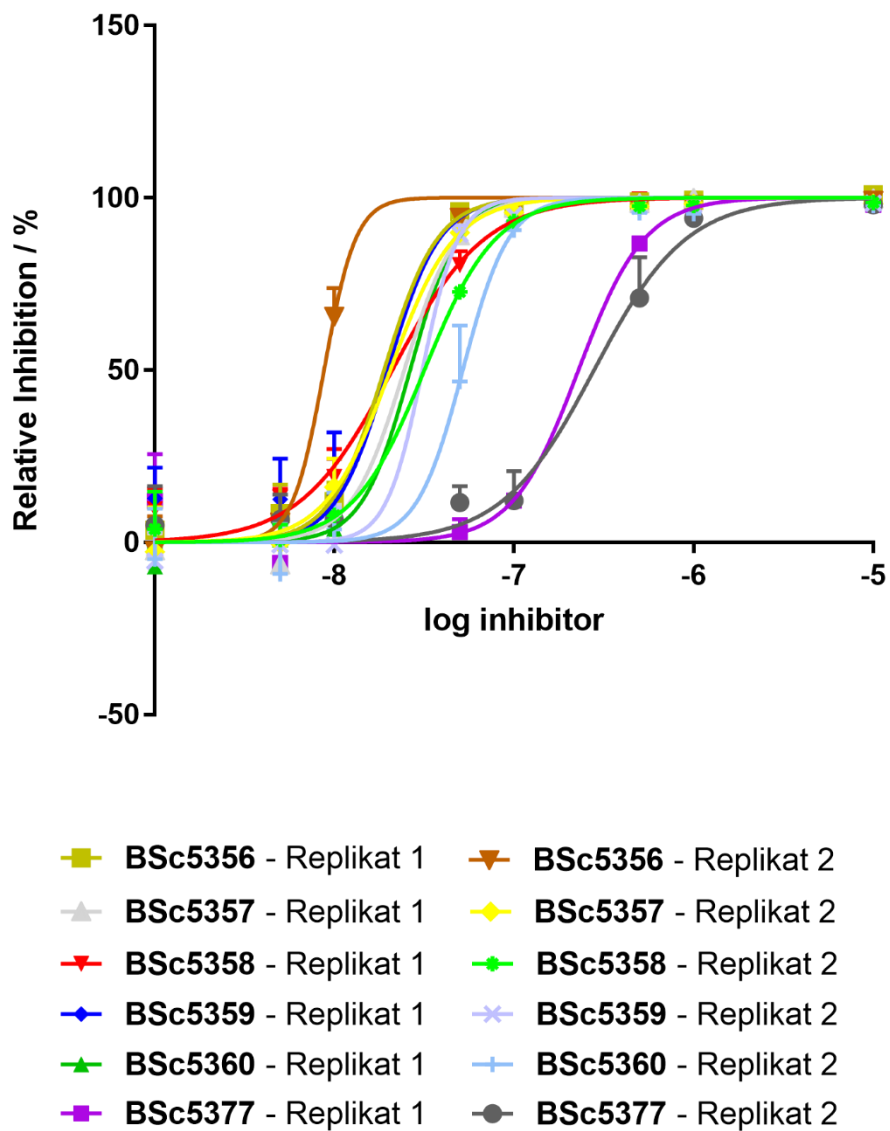 150
100
50
0
-50
Relative Inhibition / %
-8
-7
-6
-5
log inhibitor
BSc5356 - Replikat 1
BSc5356 - Replikat 2
BSc5357 - Replikat 1
BSc5357 - Replikat 2
BSc5358 - Replikat 1
BSc5358 - Replikat 2
BSc5359 - Replikat 1
BSc5359 - Replikat 2
BSc5360 - Replikat 1
BSc5360 - Replikat 2
BSc5377 - Replikat 1
BSc5377 - Replikat 2